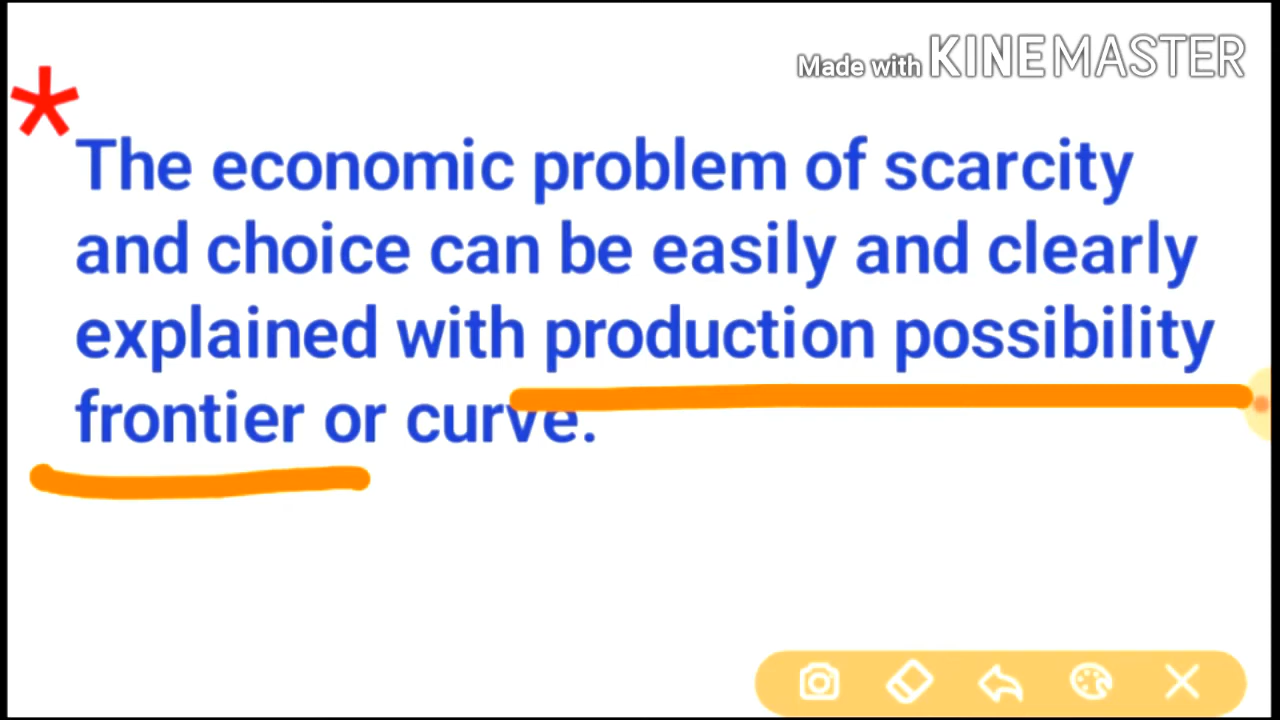 Made with KINEMASTER
* The economic problem of scarcity
and choice can be easily and clearly
explained with production possibility
frontier or curve.